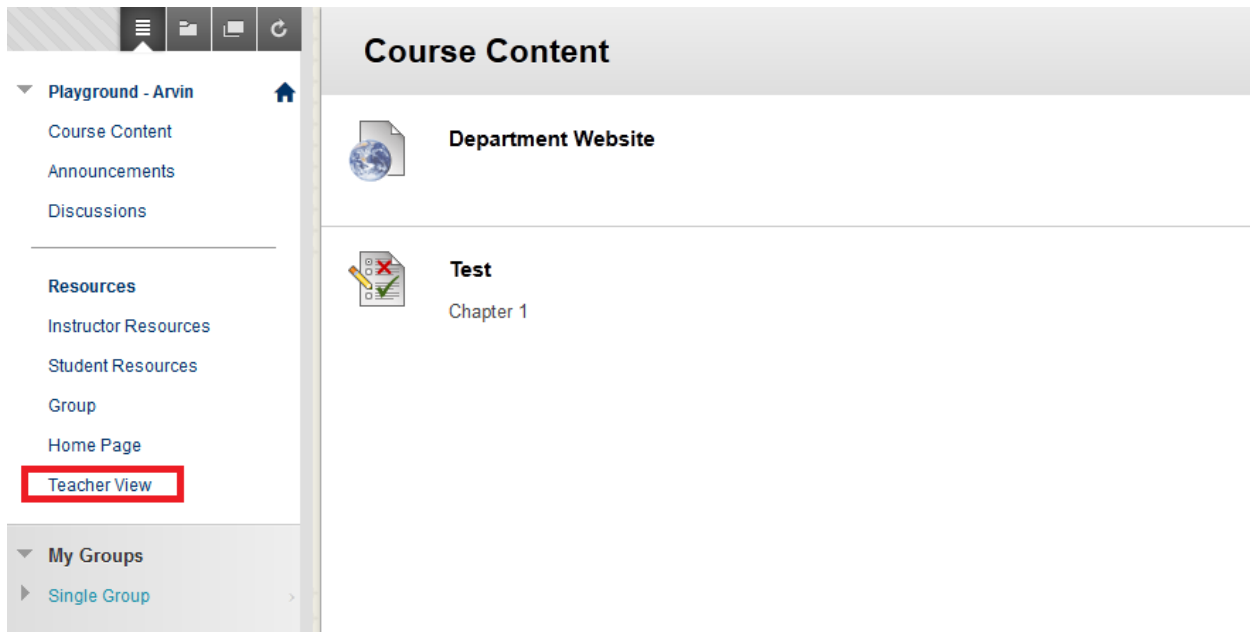 Playground - Arvin
Course Content
Announcements
Discussions
Resources
Instructor Resources
Student Resources
Group
Home Page
Teacher View
My Groups
Single Group
Course Content
Department Website
Test
Chapter 1